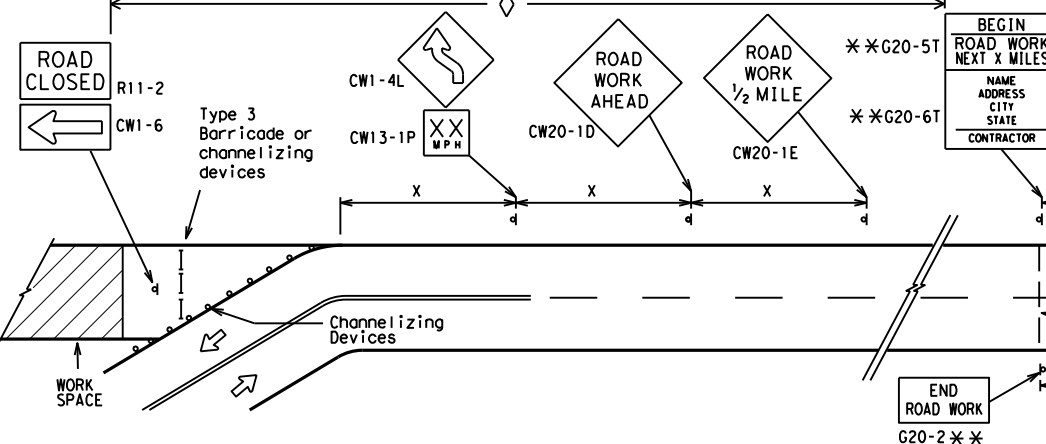 ROAD
CLOSED
R11-2
CW1-6
Type 3
Barricade or
channelizing
devices
CW1-4L
XX
MPH
CW13-1P
ROAD
WORK
AHEAD
CW20-1D
ROAD
WORK
1/2 MILE
CW20-1E
**G20-5T
BEGIN
ROAD WORK
NEXT X MILES
**G20-6T
NAME
ADDRESS
CITY
STATE
CONTRACTOR
X
X
X
Channelizing
Devices
WORK
SPACE
END
ROAD WORK
G20-2**